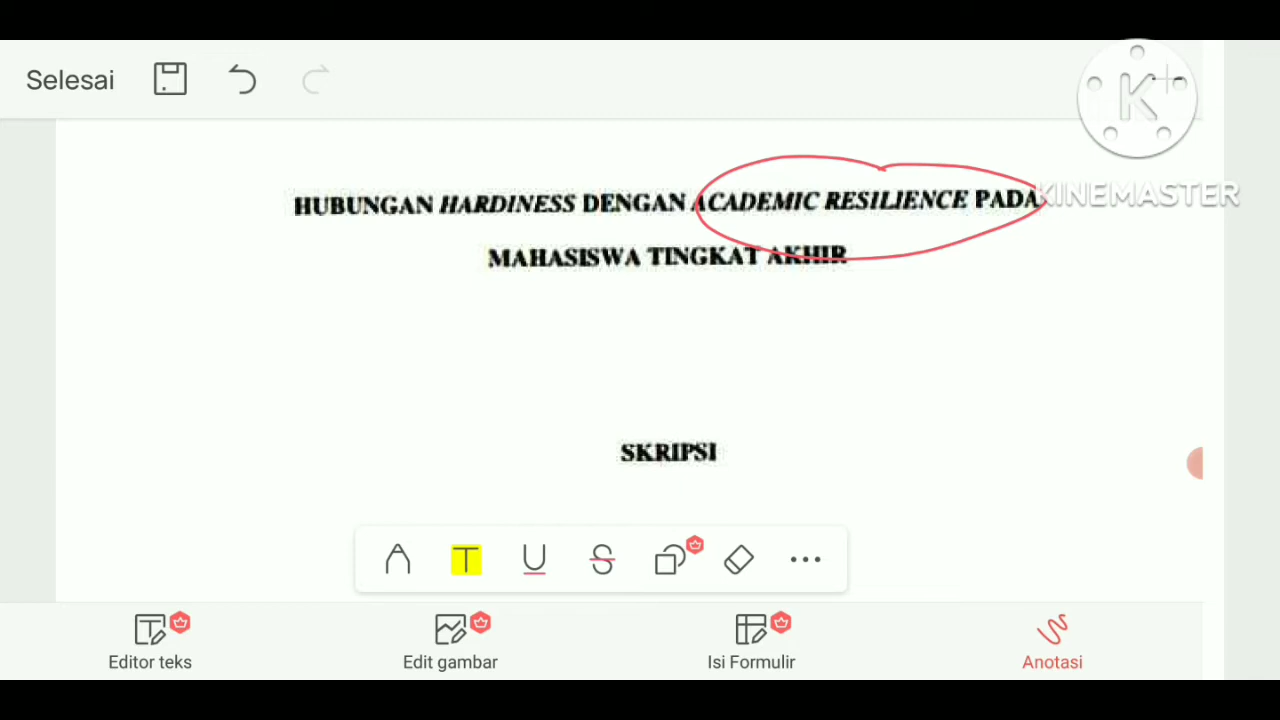 Selesai
KINEMASTER
HUBUNGAN HARDINESS DENGAN ACADEMIC RESILIENCE PADA
MAHASISWA TINGKAT AKHIR
SKRIPSI
Editor teks
Edit gambar
Isi Formulir
Anotasi